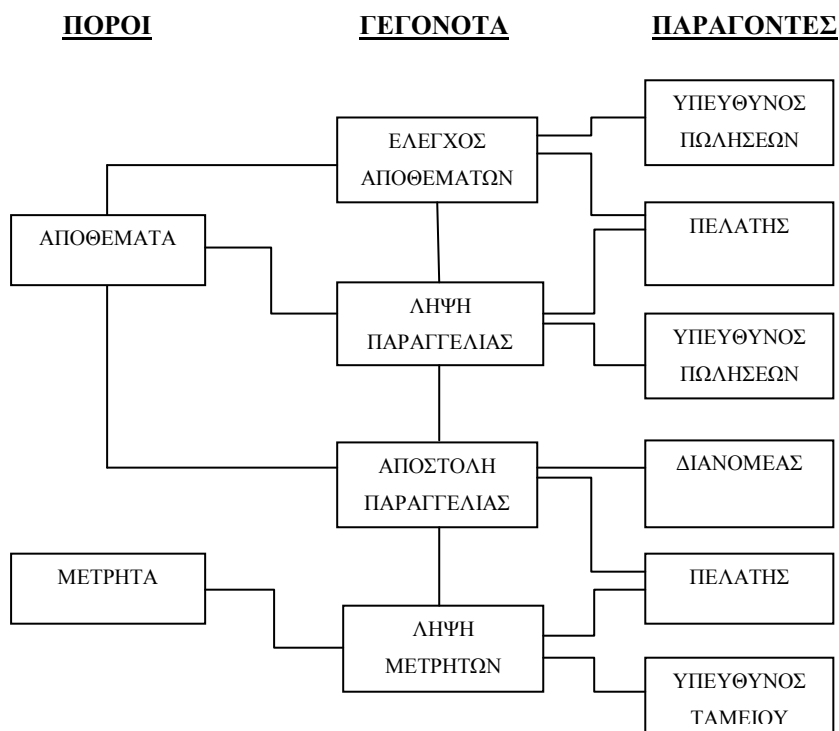 ΠΟΡΟΙ
ΓΕΓΟΝΟΤΑ
ΠΑΡΑΓΟΝΤΕΣ
ΑΠΟΘΕΜΑΤΑ
ΜΕΤΡΗΤΑ
ΕΛΕΓΧΟΣ
ΑΠΟΘΕΜΑΤΩΝ
ΛΗΨΗ
ΠΑΡΑΓΓΕΛΙΑΣ
ΑΠΟΣΤΟΛΗ
ΠΑΡΑΓΓΕΛΙΑΣ
ΛΗΨΗ
ΜΕΤΡΗΤΩΝ
ΥΠΕΥΘΥΝΟΣ
ΠΩΛΗΣΕΩΝ
ΠΕΛΑΤΗΣ
ΥΠΕΥΘΥΝΟΣ
ΠΩΛΗΣΕΩΝ
ΔΙΑΝΟΜΕΑΣ
ΠΕΛΑΤΗΣ
ΥΠΕΥΘΥΝΟΣ
ΤΑΜΕΙΟΥ